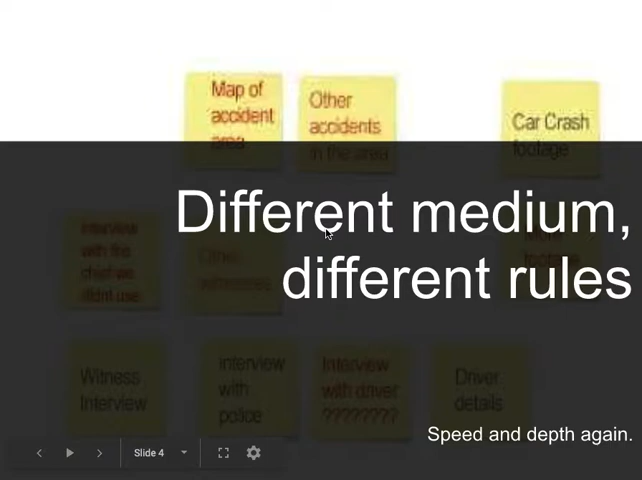 Map of
accident
area
Other
accidents
in the area
Car Crash
footage
Different medium,
different rules
Interview
with the
chief we
didnt use
Other
witnesses
footage
Witness
Interview
interview
with
police
Interview
with driver
????????
Driver
details
Speed and depth again.
Slide 4